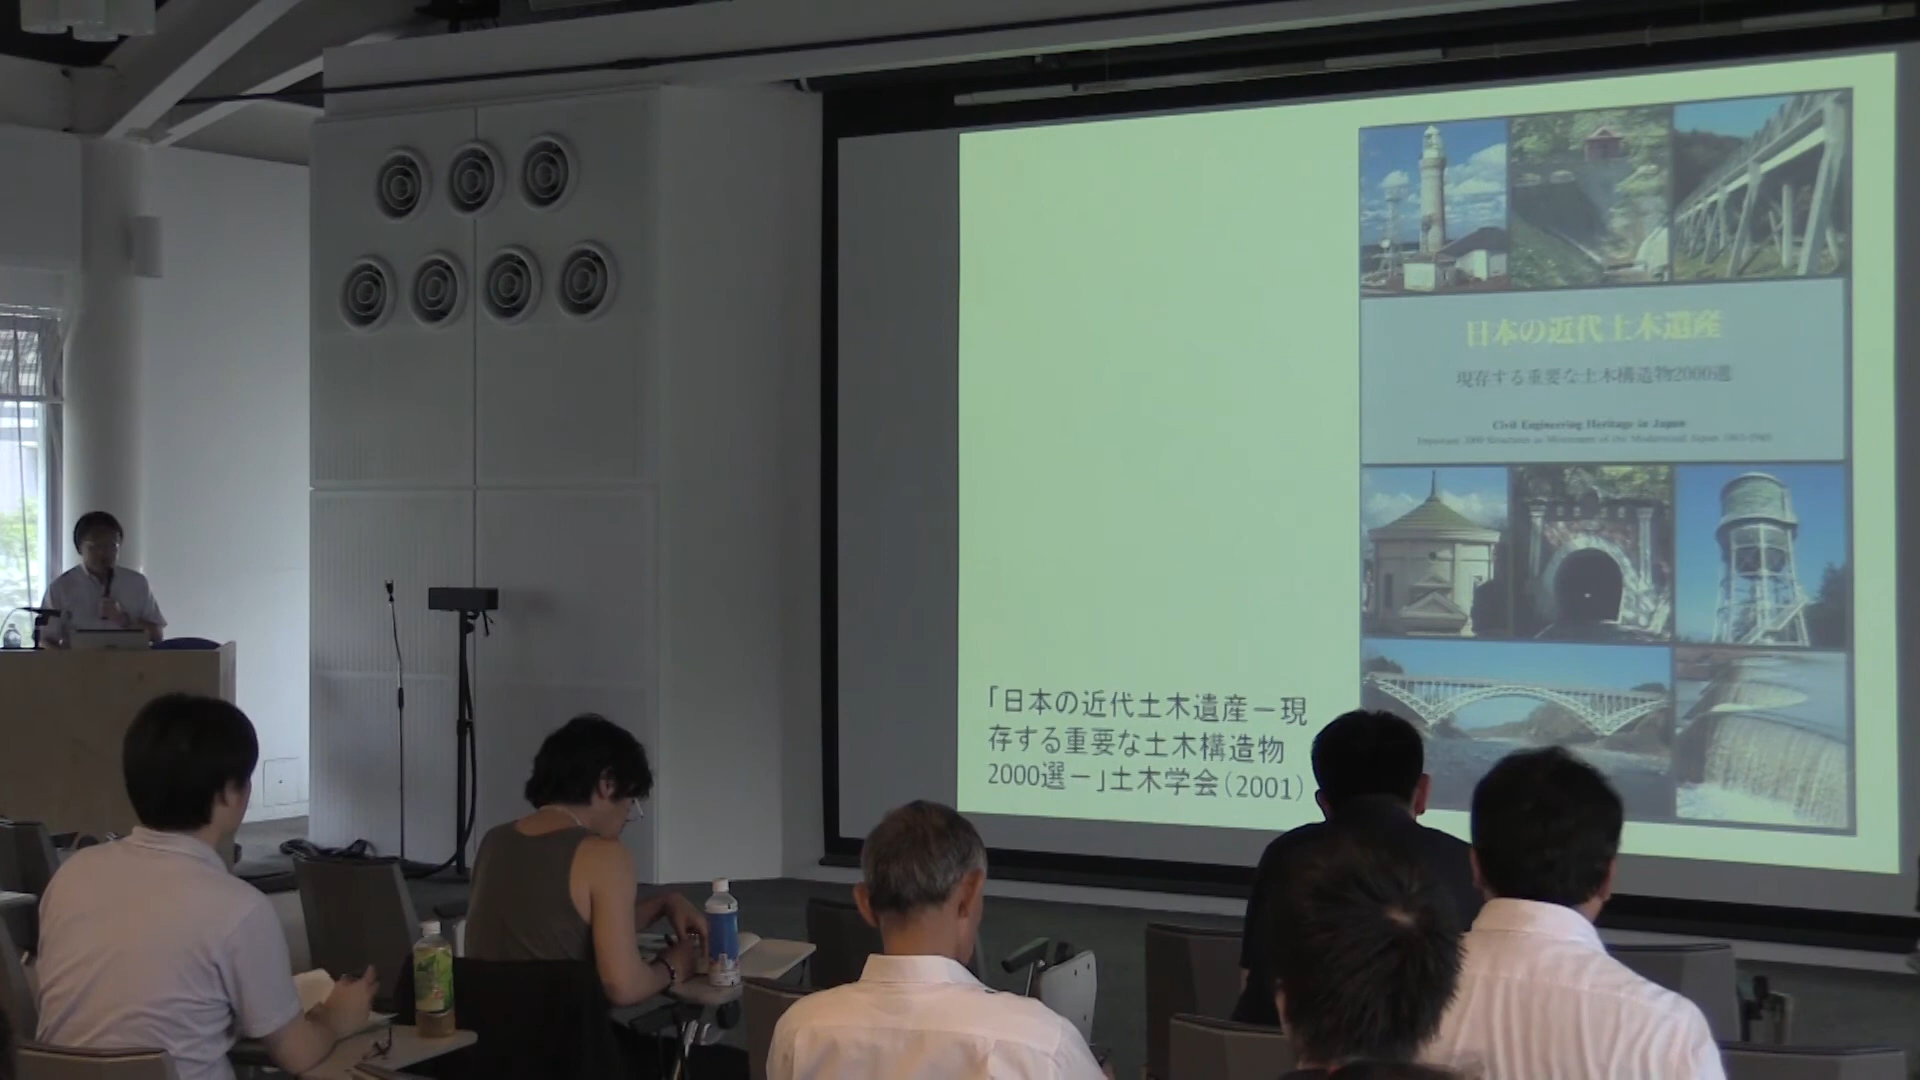 日本の近代土木遺産
現存する重要な土木構造物2000選
Civil Engineering Heritage in Japan
「日本の近代土木遺産－現
存する重要な土木構造物
2000選－」土木学会(2001)